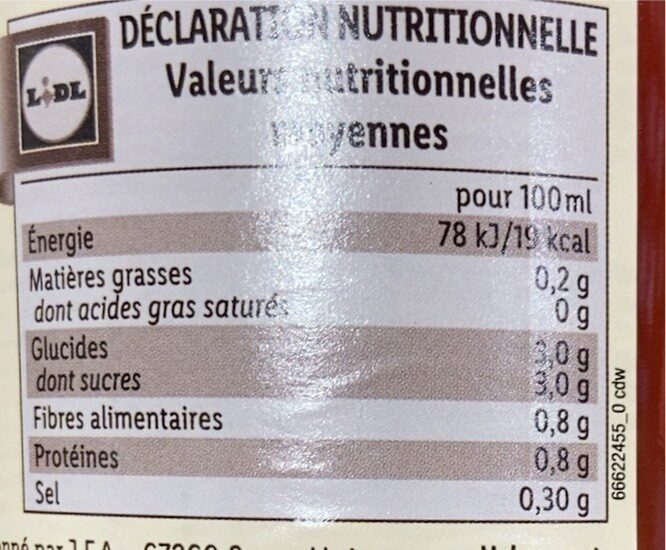 DÉCLARATION NUTRITIONNELLE
LIDL
Valeurs nutritionnelles
moyennes
pour 100ml
Énergie 78 kJ/19 kcal
Matières grasses 0,2 g
dont acides gras saturés 0 g
Glucides 3,0 g
dont sucres 3,0 g
Fibres alimentaires 0,8 g
Protéines 0,8 g
Sel 0,30 g
66622455_0 cdw